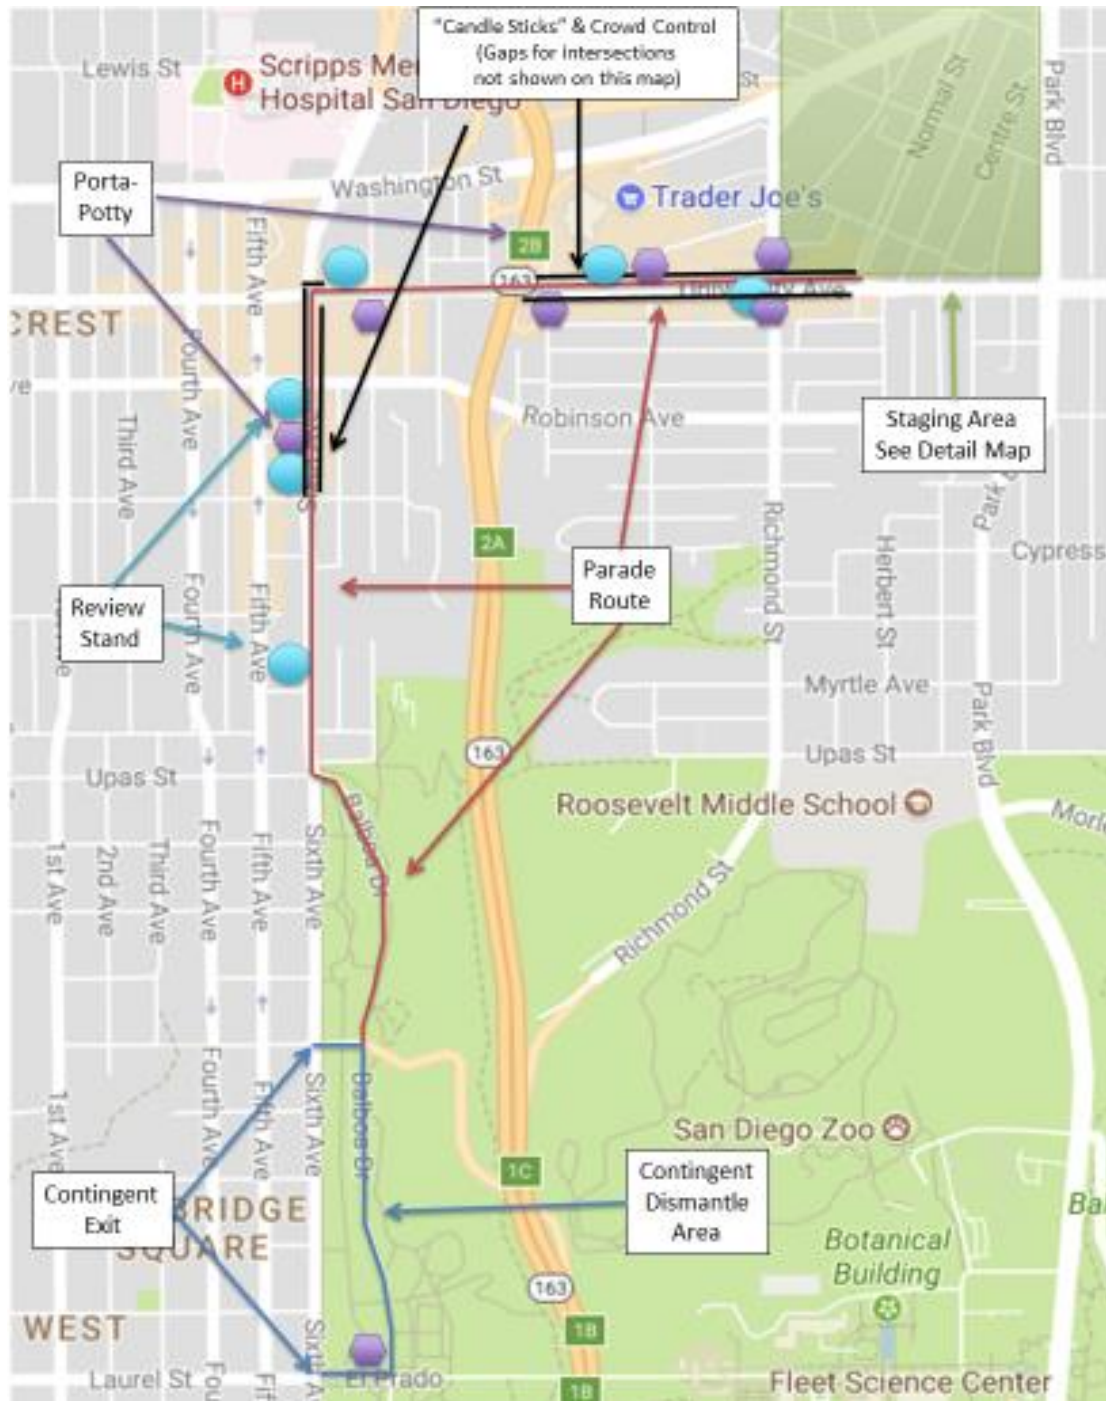 "Candle Sticks" & Crowd Control
(Gaps for Intersections
not shown on this map)
Lewis St
H
Scripps Me
Hospital San Diego
St
Normal St
Centre St
Park Blvd
Porta-
Potty
Washington St
Trader Joe's
Fifth Ave
2B
163
CREST
Fourth Ave
Third Ave
Robinson Ave
Staging Area
See Detail Map
2A
Richmond St
Herbert St
Cypress
Parade
Route
Review
Stand
Fourth Ave
Fifth Ave
Myrtle Ave
Park Blvd
163
Upas St
Upas St
Roosevelt Middle School
Balboa Dr
1st Ave
2nd Ave
Third Ave
Fourth Ave
Fifth Ave
Sixth Ave
Richmond St
1st Ave
Fourth Ave
Fifth Ave
Sixth Ave
Balboa Dr
San Diego Zoo
1C
Contingent
Exit
BRIDGE
SQUARE
Contingent
Dismantle
Area
Ba
Botanical
Building
163
WEST
1B
Laurel St
El Prado
Fleet Science Center
1B